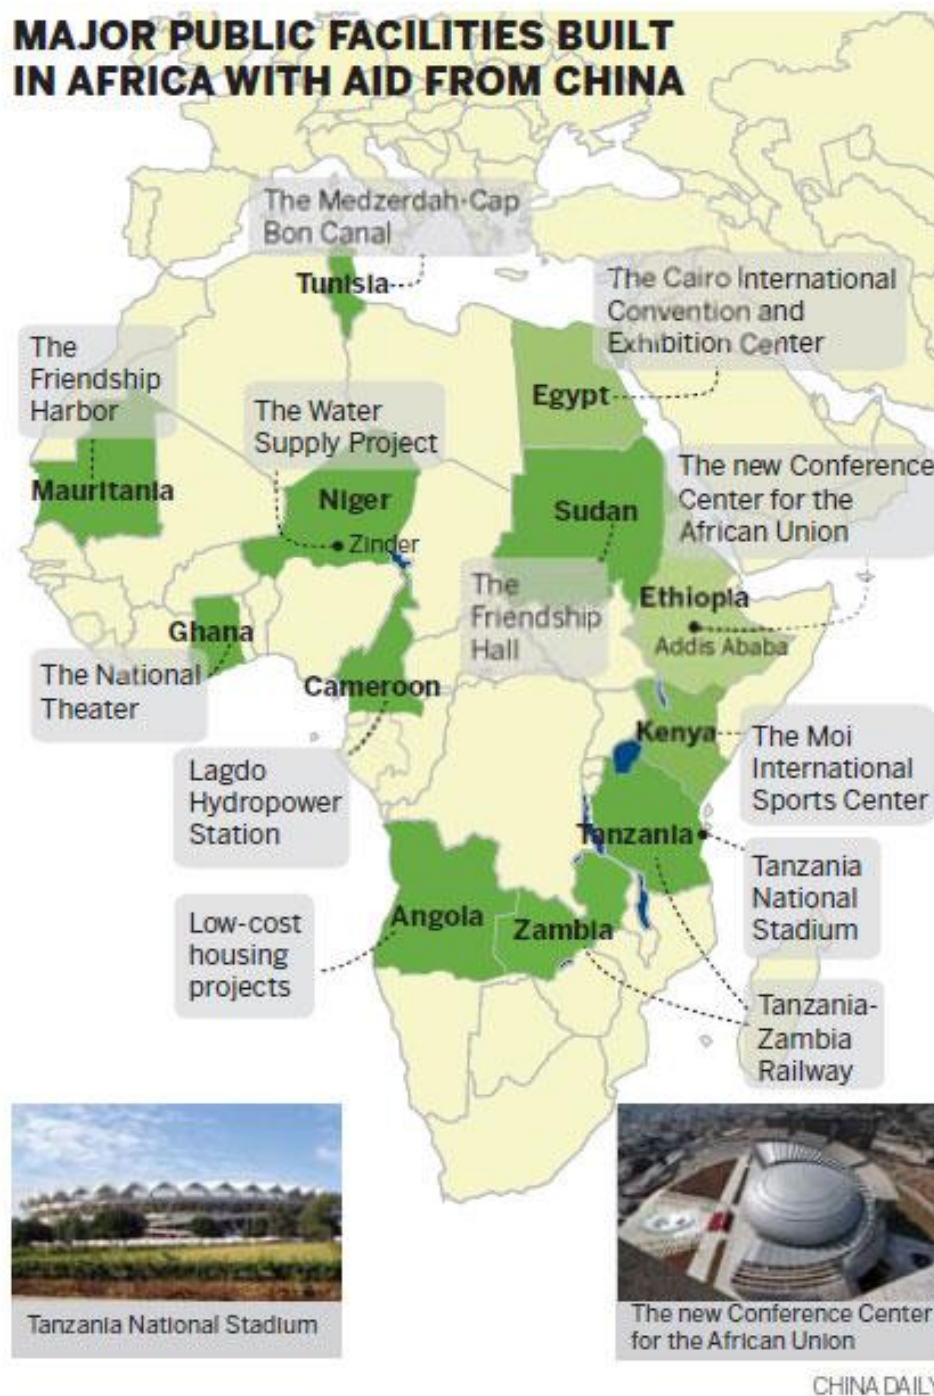 MAJOR PUBLIC FACILITIES BUILT
IN AFRICA WITH AID FROM CHINA
The Medzerdah-Cap
Bon Canal
Tunisia
The Cairo International
Convention and
Exhibition Center
Egypt
The
Friendship
Harbor
Mauritania
The Water
Supply Project
Niger
Zinder
Sudan
The new Conference
Center for the
African Union
The
Friendship
Hall
Ethiopia
Addis Ababa
Ghana
The National
Theater
Cameroon
Lagdo
Hydropower
Station
Kenya
The Moi
International
Sports Center
Tanzania
Tanzania
National
Stadium
Angola
Low-cost
housing
projects
Zambia
Tanzania-
Zambia
Railway
Tanzania National Stadium
The new Conference Center
for the African Union
CHINA DAILY